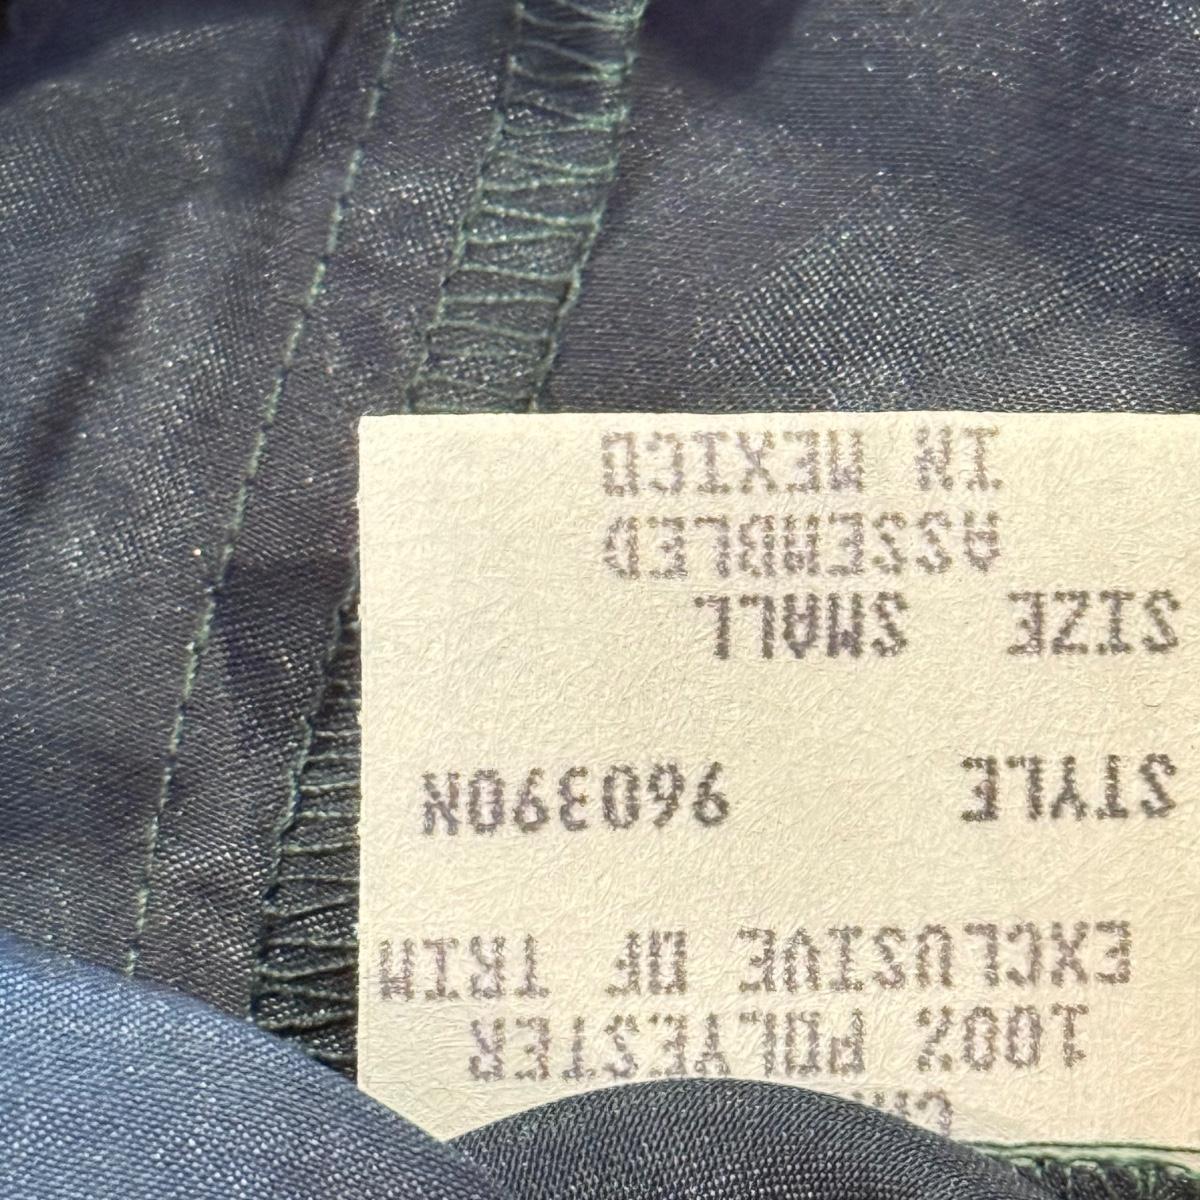 100% POLYESTER
EXCLUSIVE OF TRIM
STYLE 960390N
SIZE SMALL
ASSEMBLED
IN MEXICO